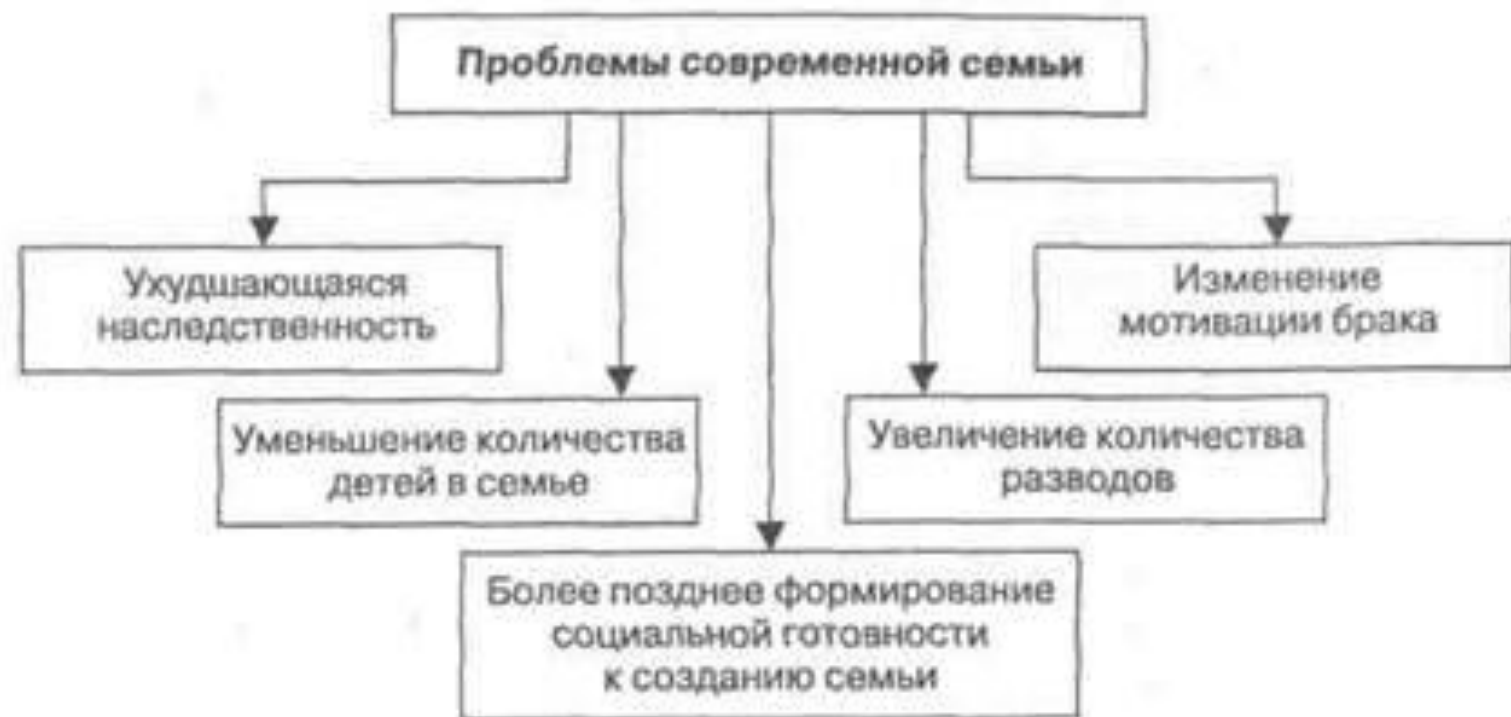 Проблемы современной семьи
Ухудшающаяся
наследственность
Изменение
мотивации брака
Уменьшение количества
детей в семье
Увеличение количества
разводов
Более позднее формирование
социальной готовности
к созданию семьи